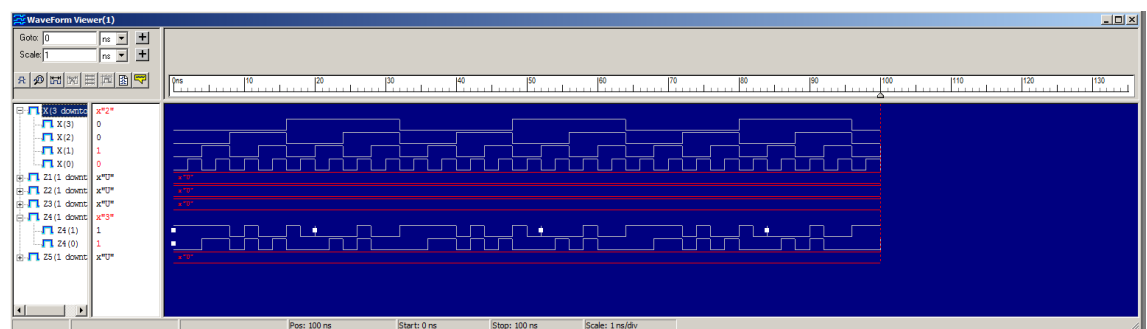 WaveForm Viewer(1)
Goto: 0 ns +
Scale: 1 ns +
0ns 10 20 30 40 50 60 70 80 90 100 110 120 130
X(3 downto x"2"
X(3) 0
X(2) 0
X(1) 1
X(0) 0
Z1(1 downt x"U" x"U"
Z2(1 downt x"U" x"U"
Z3(1 downt x"U" x"U"
Z4(1 downt x"3"
Z4(1) 1
Z4(0) 1
Z5(1 downt x"U" x"U"
Pos: 100 ns Start: 0 ns Stop: 100 ns Scale: 1 ns/div